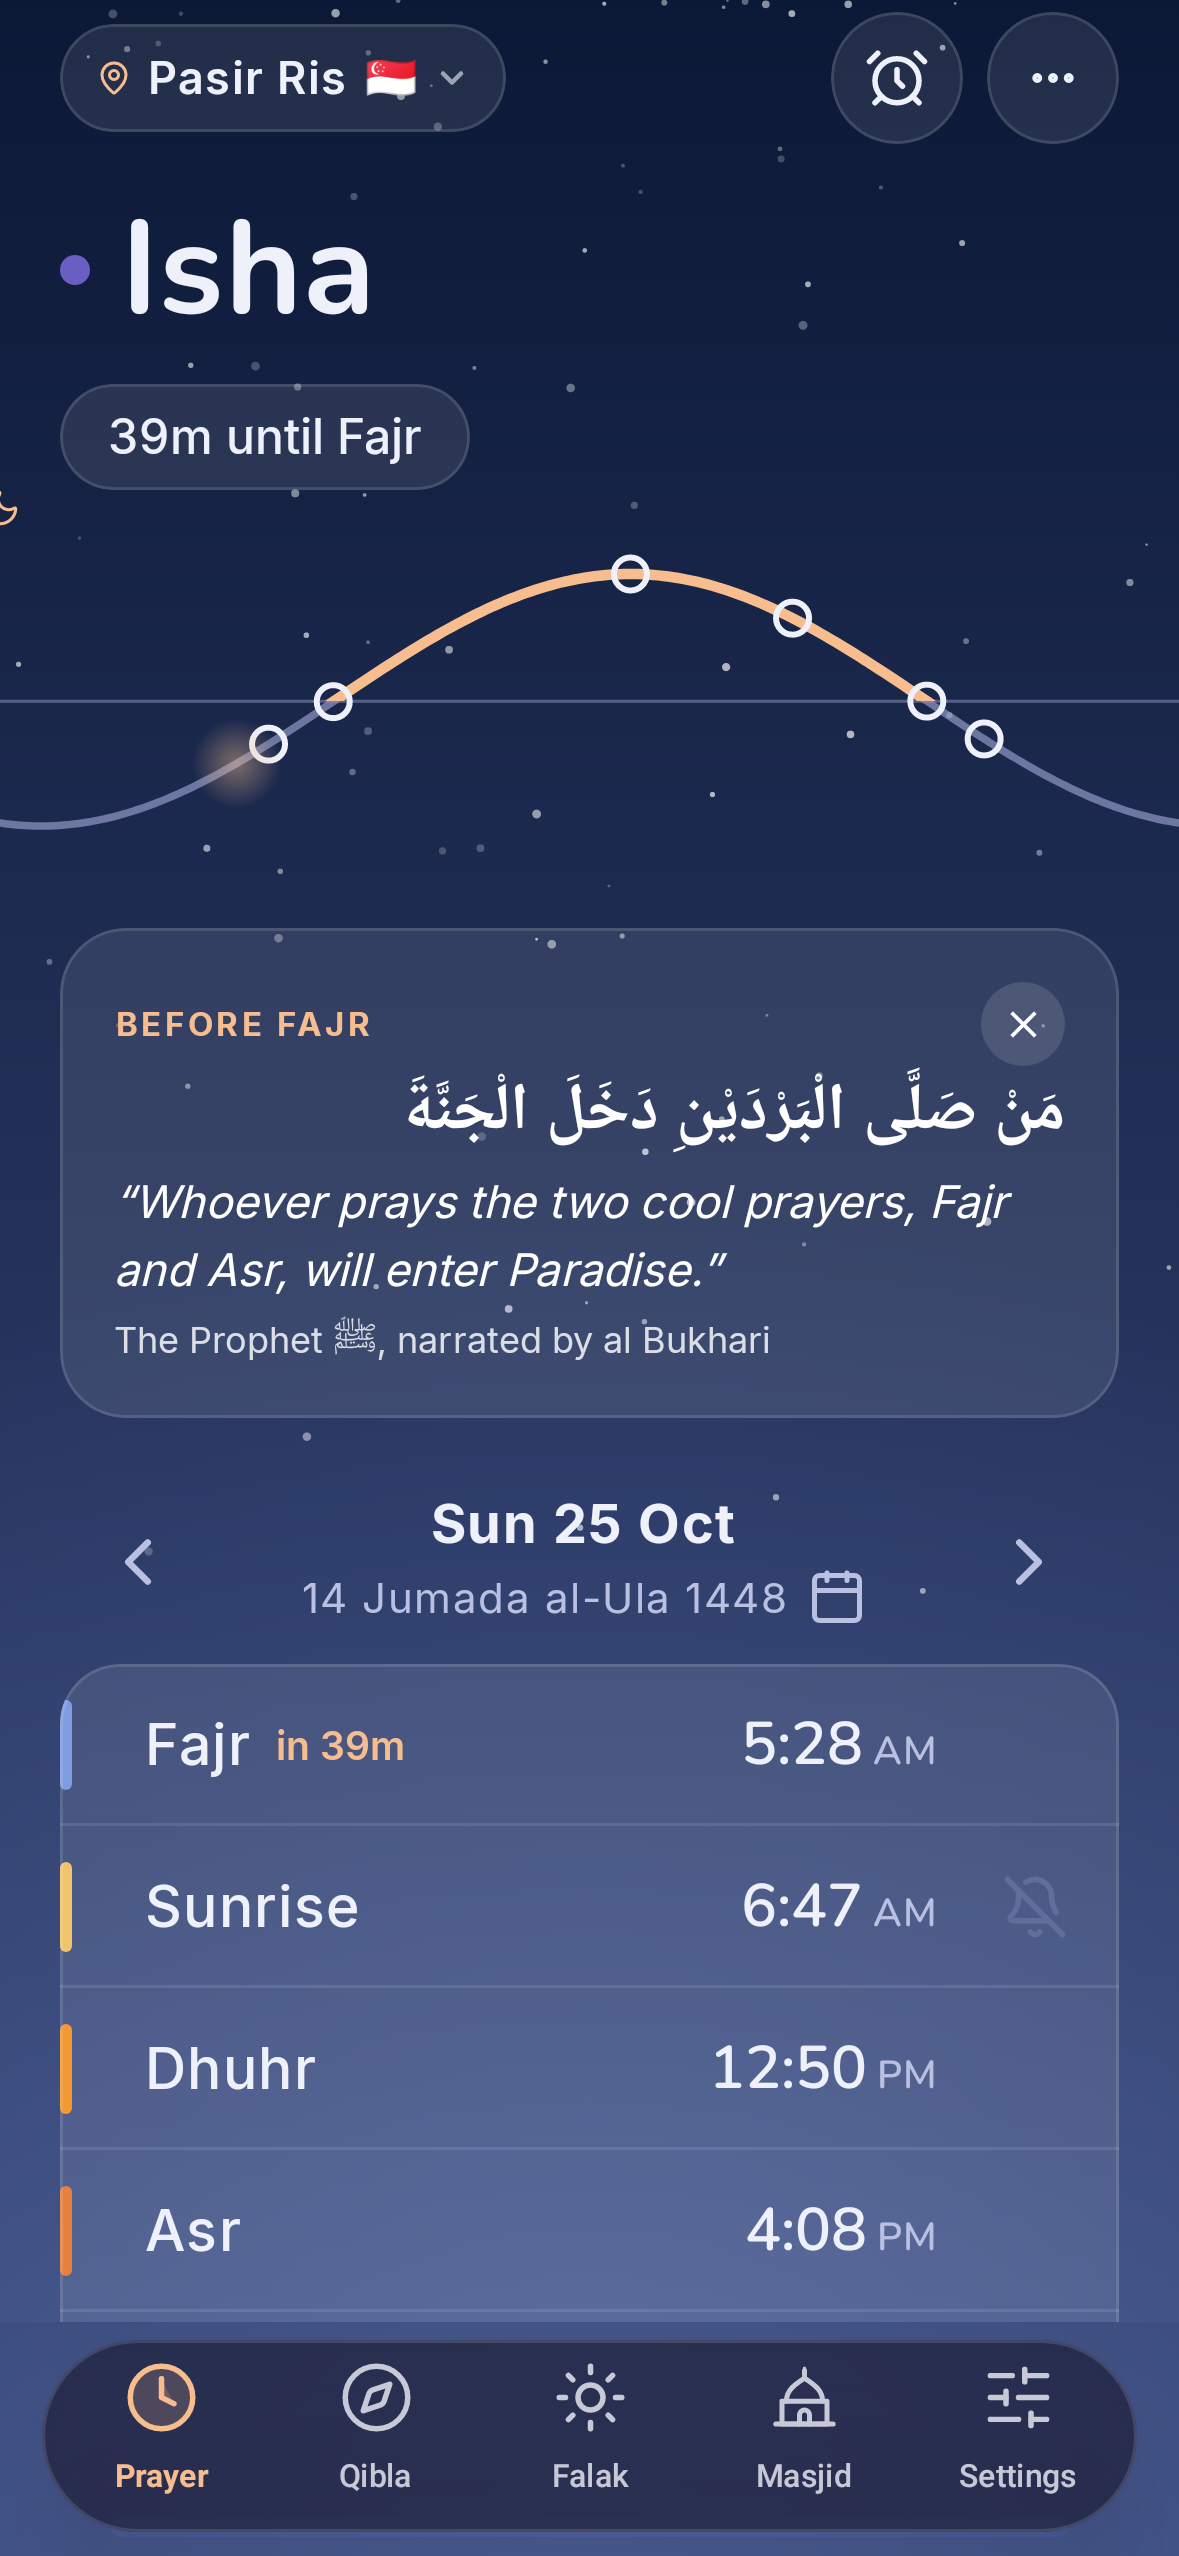 Pasir Ris 🇸🇬
Isha
39m until Fajr
BEFORE FAJR
مَنْ صَلَّى الْبَرْدَيْنِ دَخَلَ الْجَنَّةَ
“Whoever prays the two cool prayers, Fajr
and Asr, will enter Paradise.”
The Prophet ﷺ, narrated by al Bukhari
Sun 25 Oct
14 Jumada al-Ula 1448
Fajr in 39m 5:28 AM
Sunrise 6:47 AM
Dhuhr 12:50 PM
Asr 4:08 PM
Prayer Qibla Falak Masjid Settings